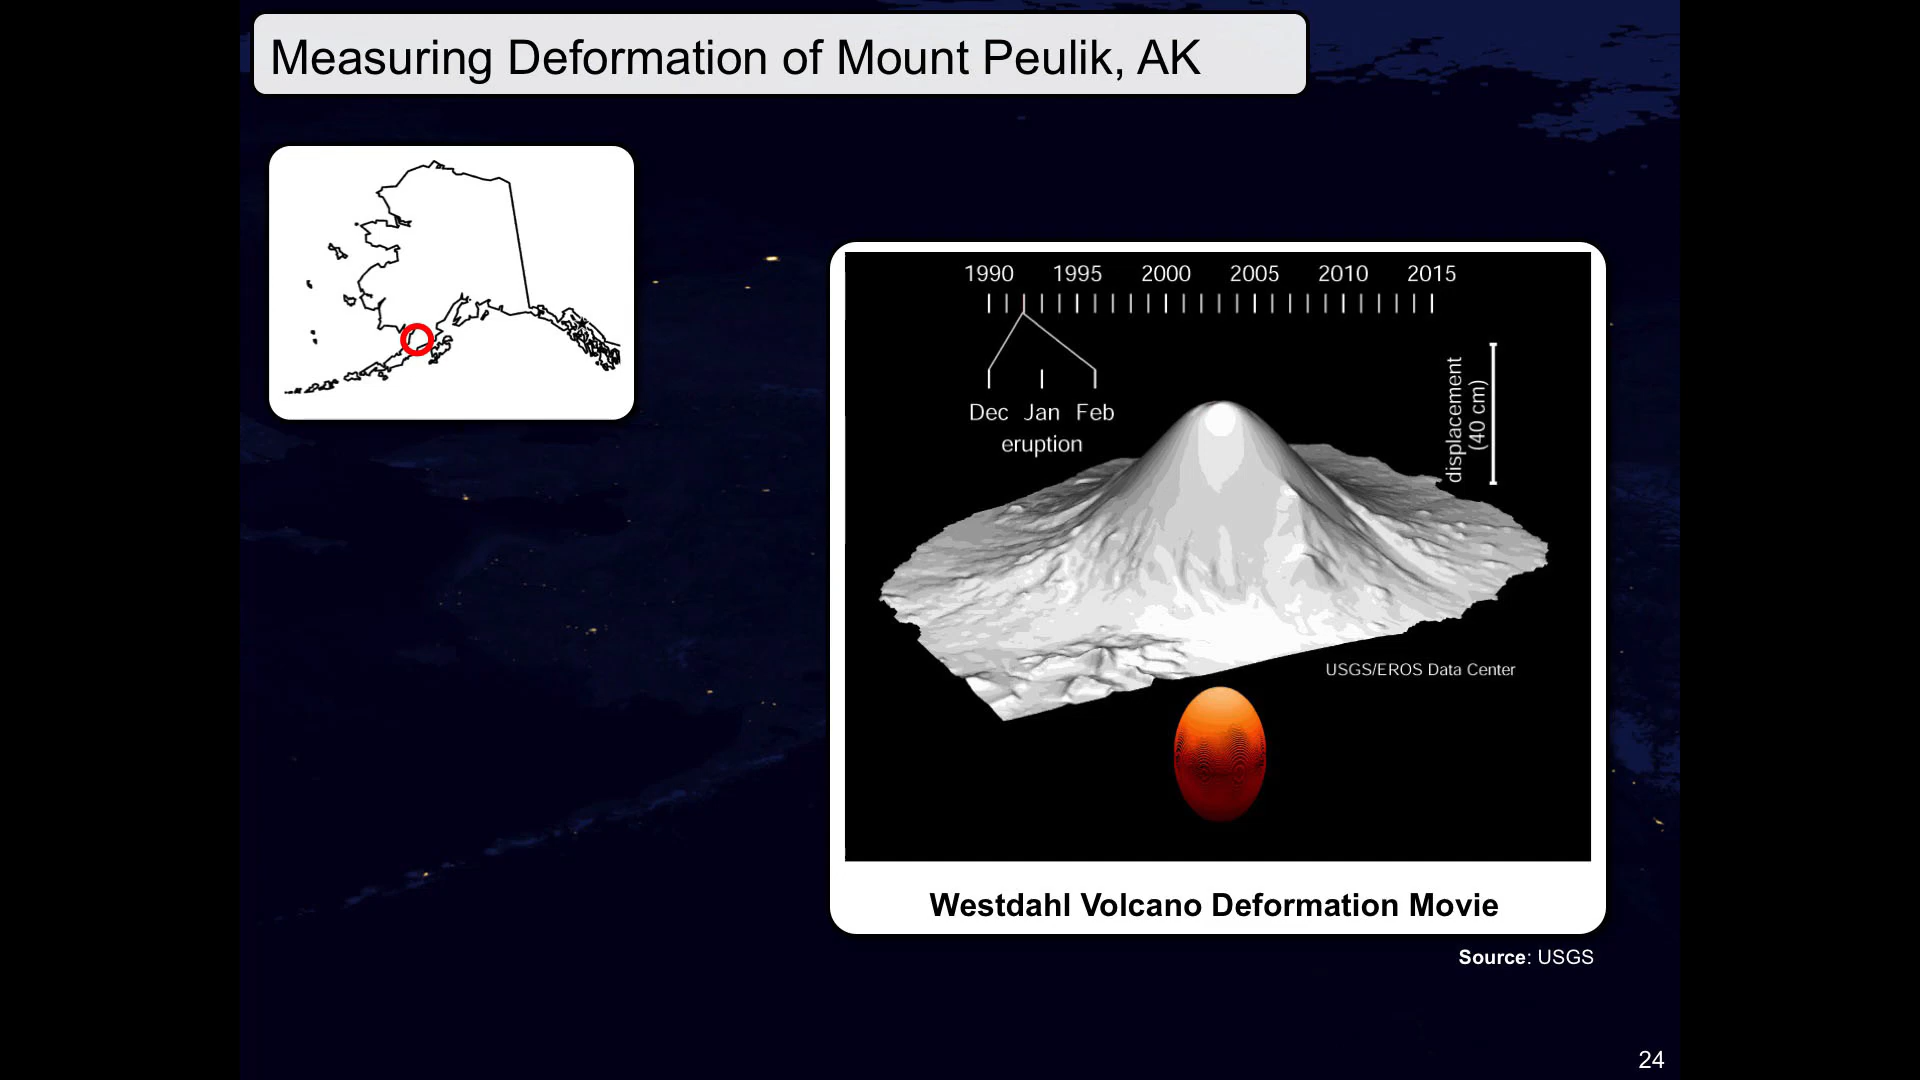 Measuring Deformation of Mount Peulik, AK
1990 1995 2000 2005 2010 2015
Dec Jan Feb
eruption
displacement
(40 cm)
USGS/EROS Data Center
Westdahl Volcano Deformation Movie
Source: USGS
24